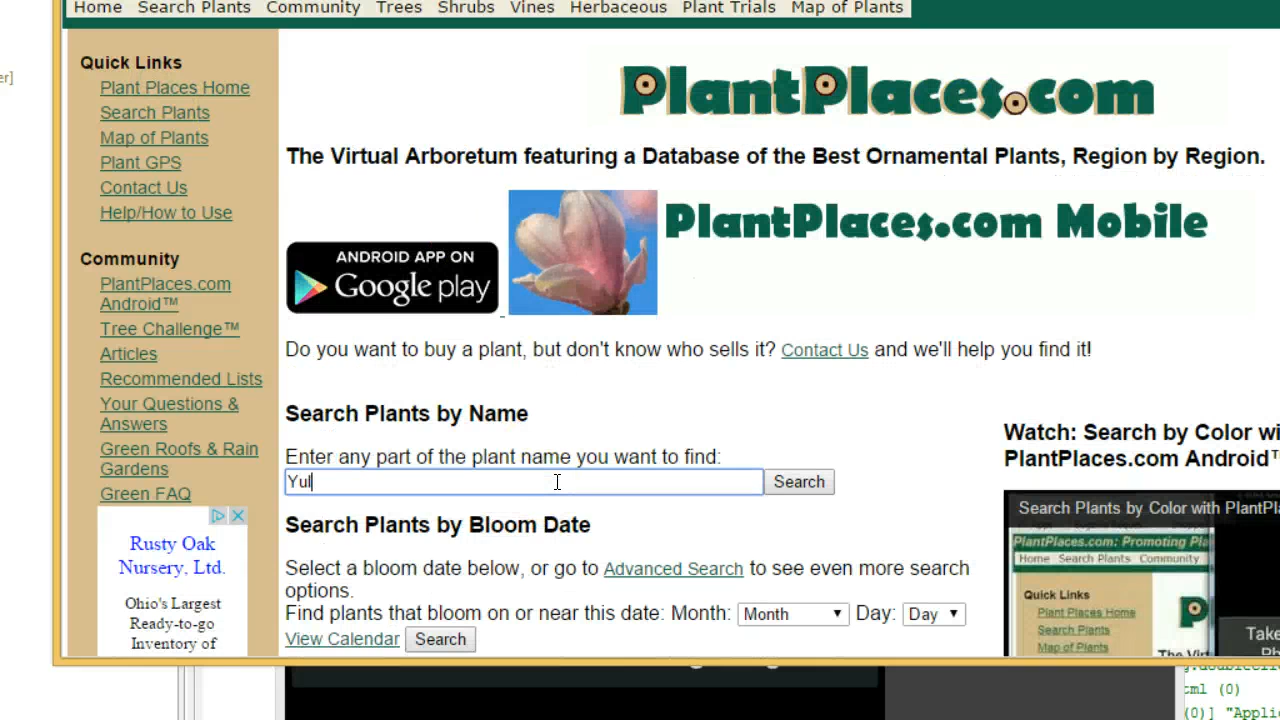 Home Search Plants Community Trees Shrubs Vines Herbaceous Plant Trials Map of Plants
er]
Quick Links
Plant Places Home
Search Plants
Map of Plants
Plant GPS
Contact Us
Help/How to Use
Community
PlantPlaces.com
Android™
Tree Challenge™
Articles
Recommended Lists
Your Questions &
Answers
Green Roofs & Rain
Gardens
Green FAQ
Rusty Oak
Nursery, Ltd.
Ohio's Largest
Ready-to-go
Inventory of
PlantPlaces.com
The Virtual Arboretum featuring a Database of the Best Ornamental Plants, Region by Region.
ANDROID APP ON
Google play
PlantPlaces.com Mobile
Do you want to buy a plant, but don't know who sells it? Contact Us and we'll help you find it!
Search Plants by Name
Enter any part of the plant name you want to find:
Yul
Search
Search Plants by Bloom Date
Select a bloom date below, or go to Advanced Search to see even more search
options.
Find plants that bloom on or near this date: Month: Month Day: Day
View Calendar Search
Watch: Search by Color wi
PlantPlaces.com Android™
Search Plants by Color with PlantPla
PlantPlaces.com: Promoting Pla
Home Search Plants Community
Quick Links
Plant Places Home
Search Plants
Map of Plants
P
The Virt
Take
Ph
tml (0)
(0)] "Applic